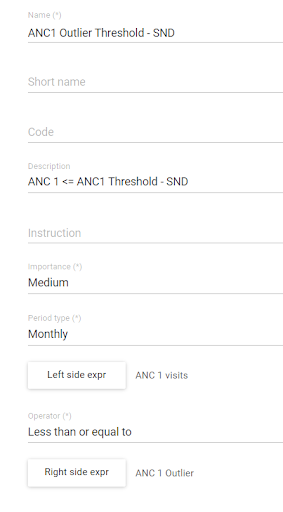 Name (*)
ANC1 Outlier Threshold - SND
Short name
Code
Description
ANC 1 <= ANC1 Threshold - SND
Instruction
Importance (*)
Medium
Period type (*)
Monthly
Left side expr ANC 1 visits
Operator (*)
Less than or equal to
Right side expr ANC 1 Outlier